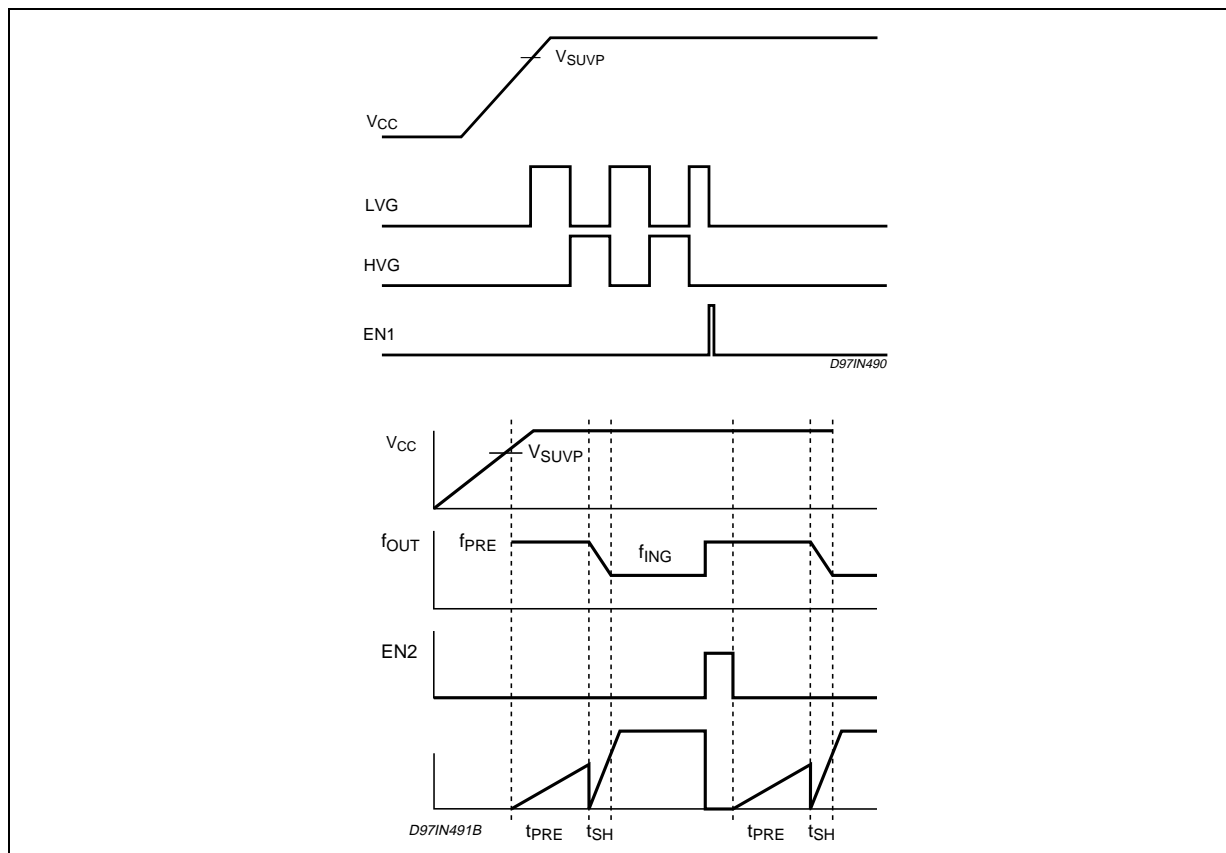 VSUVP
VCC
LVG
HVG
EN1
D97IN490
VCC
VSUVP
fOUT
fPRE
fING
EN2
D97IN491B
tPRE
tSH
tPRE
tSH